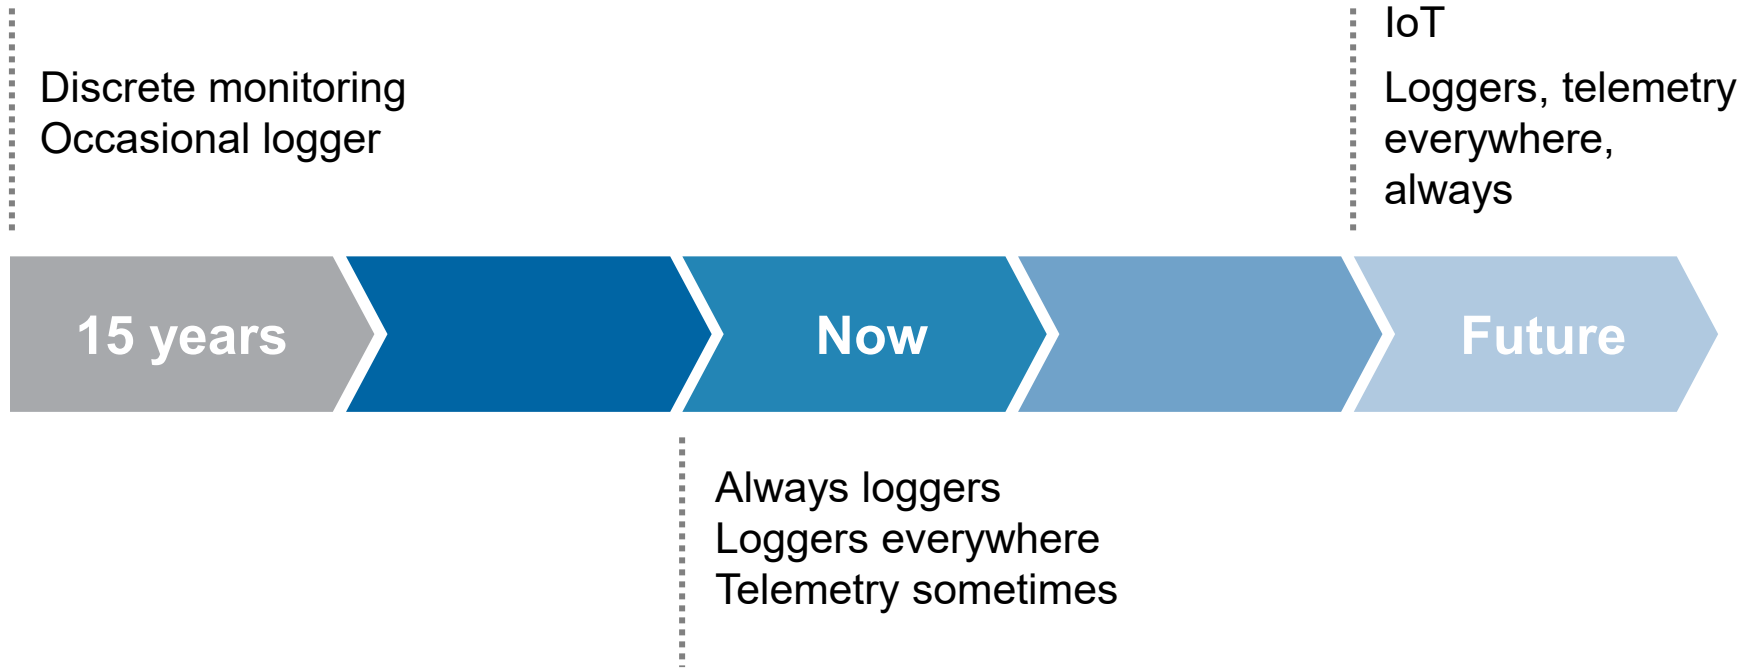 Discrete monitoring
Occasional logger
IoT
Loggers, telemetry
everywhere,
always
15 years
Now
Future
Always loggers
Loggers everywhere
Telemetry sometimes